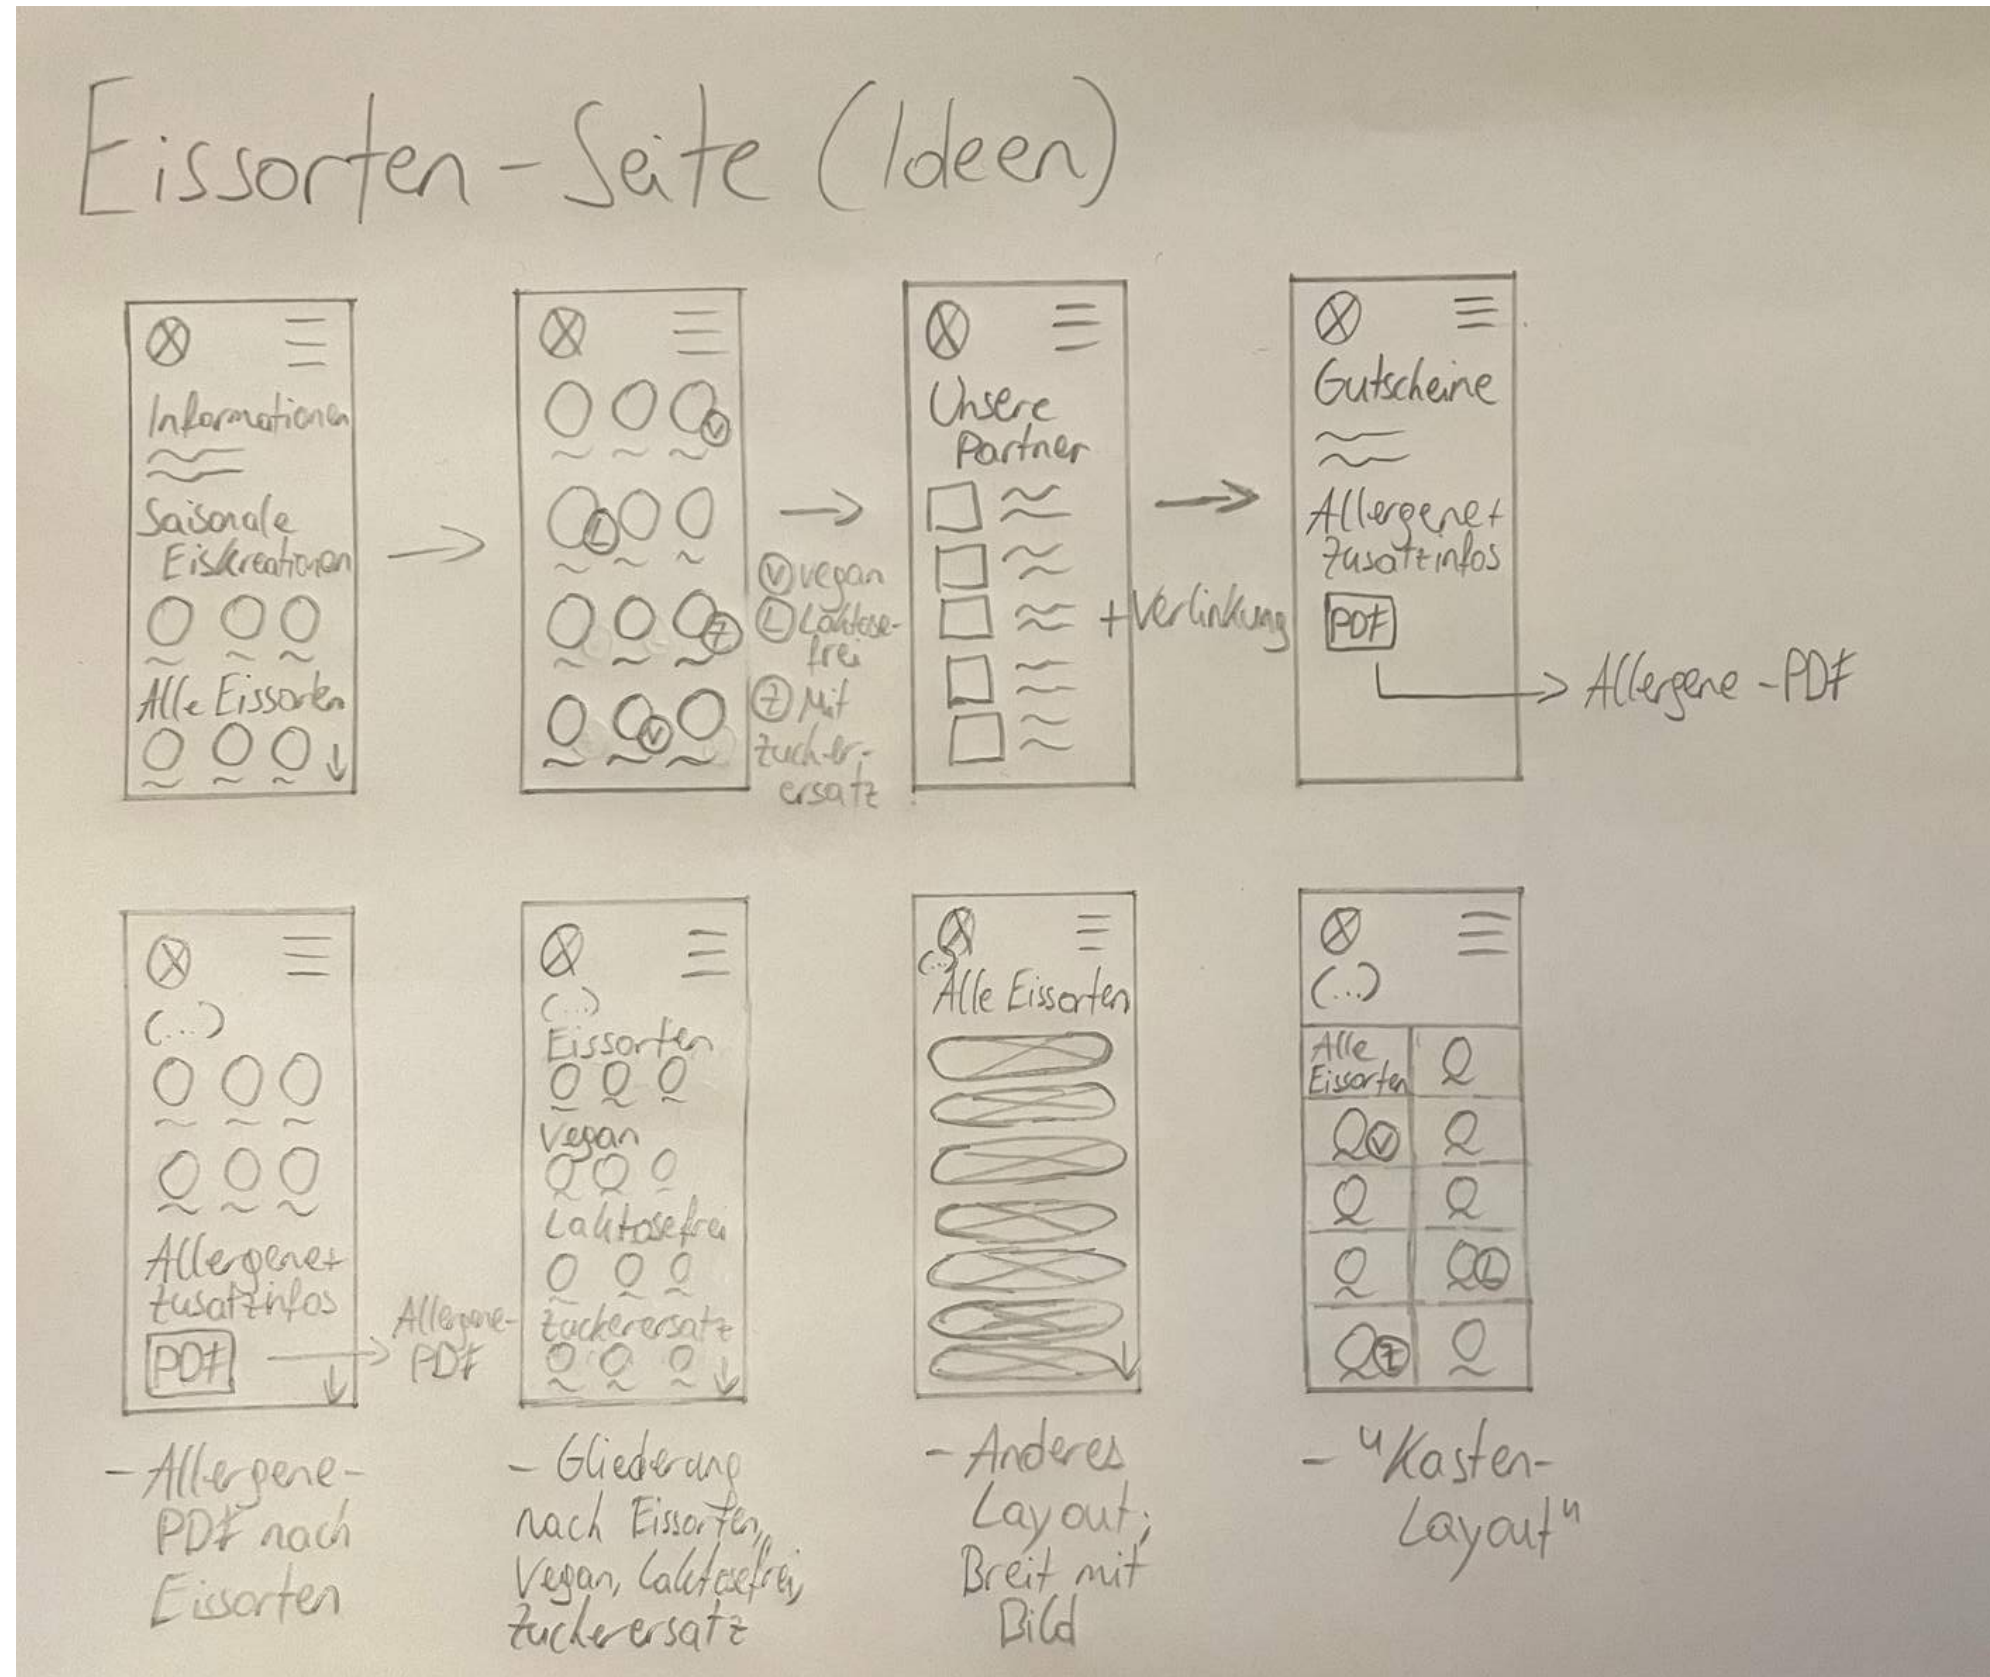 Eissorten-Seite (Ideen)
Informationen
Saisonale
Eiskreationen
Alle Eissorten
V
L
Z
V
V vegan
L Laktose-
frei
Z Mit
Zucker-
ersatz
Unsere
Partner
+Verlinkung
Gutscheine
Allergene+
Zusatzinfos
PDF
Allergene-PDF
(...)
Allergene+
Zusatzinfos
PDF
Allergene-
PDF
- Allergene-
PDF nach
Eissorten
(...)
Eissorten
Vegan
Laktosefrei
Zuckerersatz
- Gliederung
nach Eissorten,
Vegan, Laktosefrei,
Zuckerersatz
(...)
Alle Eissorten
- Anderes
Layout;
Breit mit
Bild
(...)
Alle
Eissorten
V
L
Z
- "Kasten-
Layout"